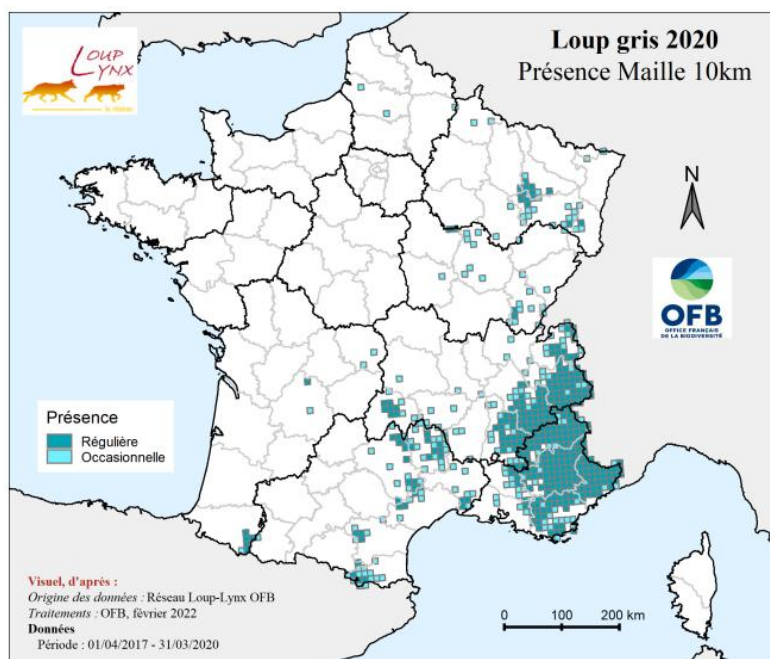 LOUP
LYNX
le réseau
Loup gris 2020
Présence Maille 10km
N
OFB
OFFICE FRANÇAIS
DE LA BIODIVERSITÉ
Présence
Régulière
Occasionnelle
Visuel, d'après :
Origine des données : Réseau Loup-Lynx OFB
Traitements : OFB, février 2022
Données
Période : 01/04/2017 - 31/03/2020
0 100 200 km